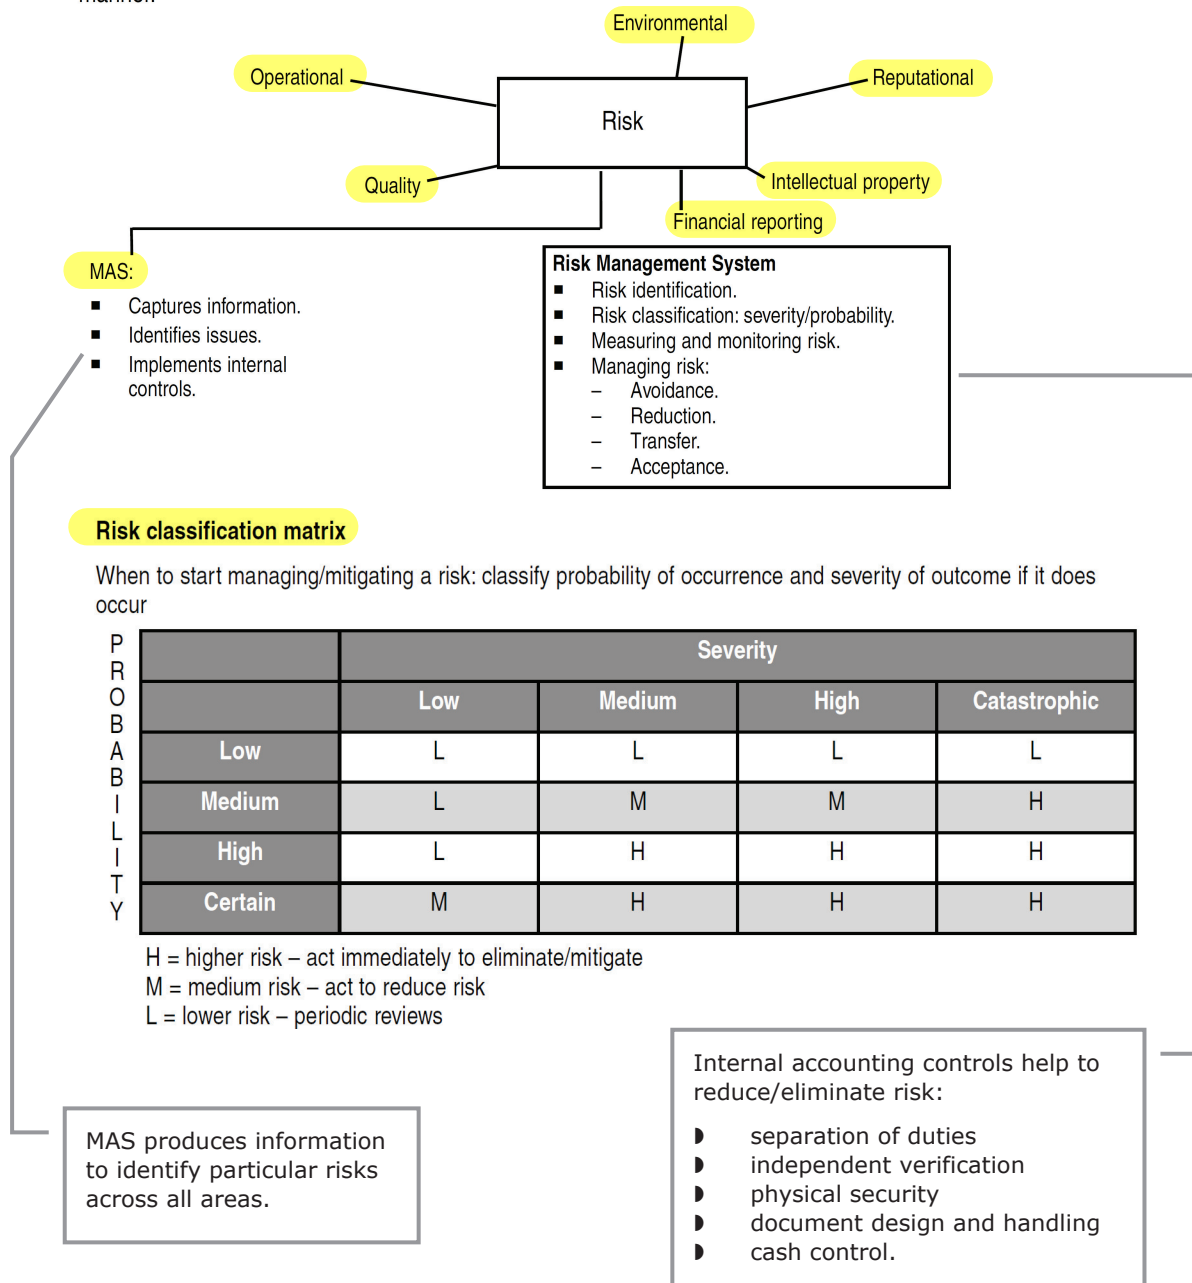 manner.
Environmental
Operational
Reputational
Risk
Quality
Intellectual property
Financial reporting
MAS:
■ Captures information.
■ Identifies issues.
■ Implements internal
controls.
Risk Management System
■ Risk identification.
■ Risk classification: severity/probability.
■ Measuring and monitoring risk.
■ Managing risk:
– Avoidance.
– Reduction.
– Transfer.
– Acceptance.
Risk classification matrix
When to start managing/mitigating a risk: classify probability of occurrence and severity of outcome if it does
occur
PROBABILITY
Severity
Low Medium High Catastrophic
Low L L L L
Medium L M M H
High L H H H
Certain M H H H
H = higher risk – act immediately to eliminate/mitigate
M = medium risk – act to reduce risk
L = lower risk – periodic reviews
MAS produces information
to identify particular risks
across all areas.
Internal accounting controls help to
reduce/eliminate risk:
◗ separation of duties
◗ independent verification
◗ physical security
◗ document design and handling
◗ cash control.